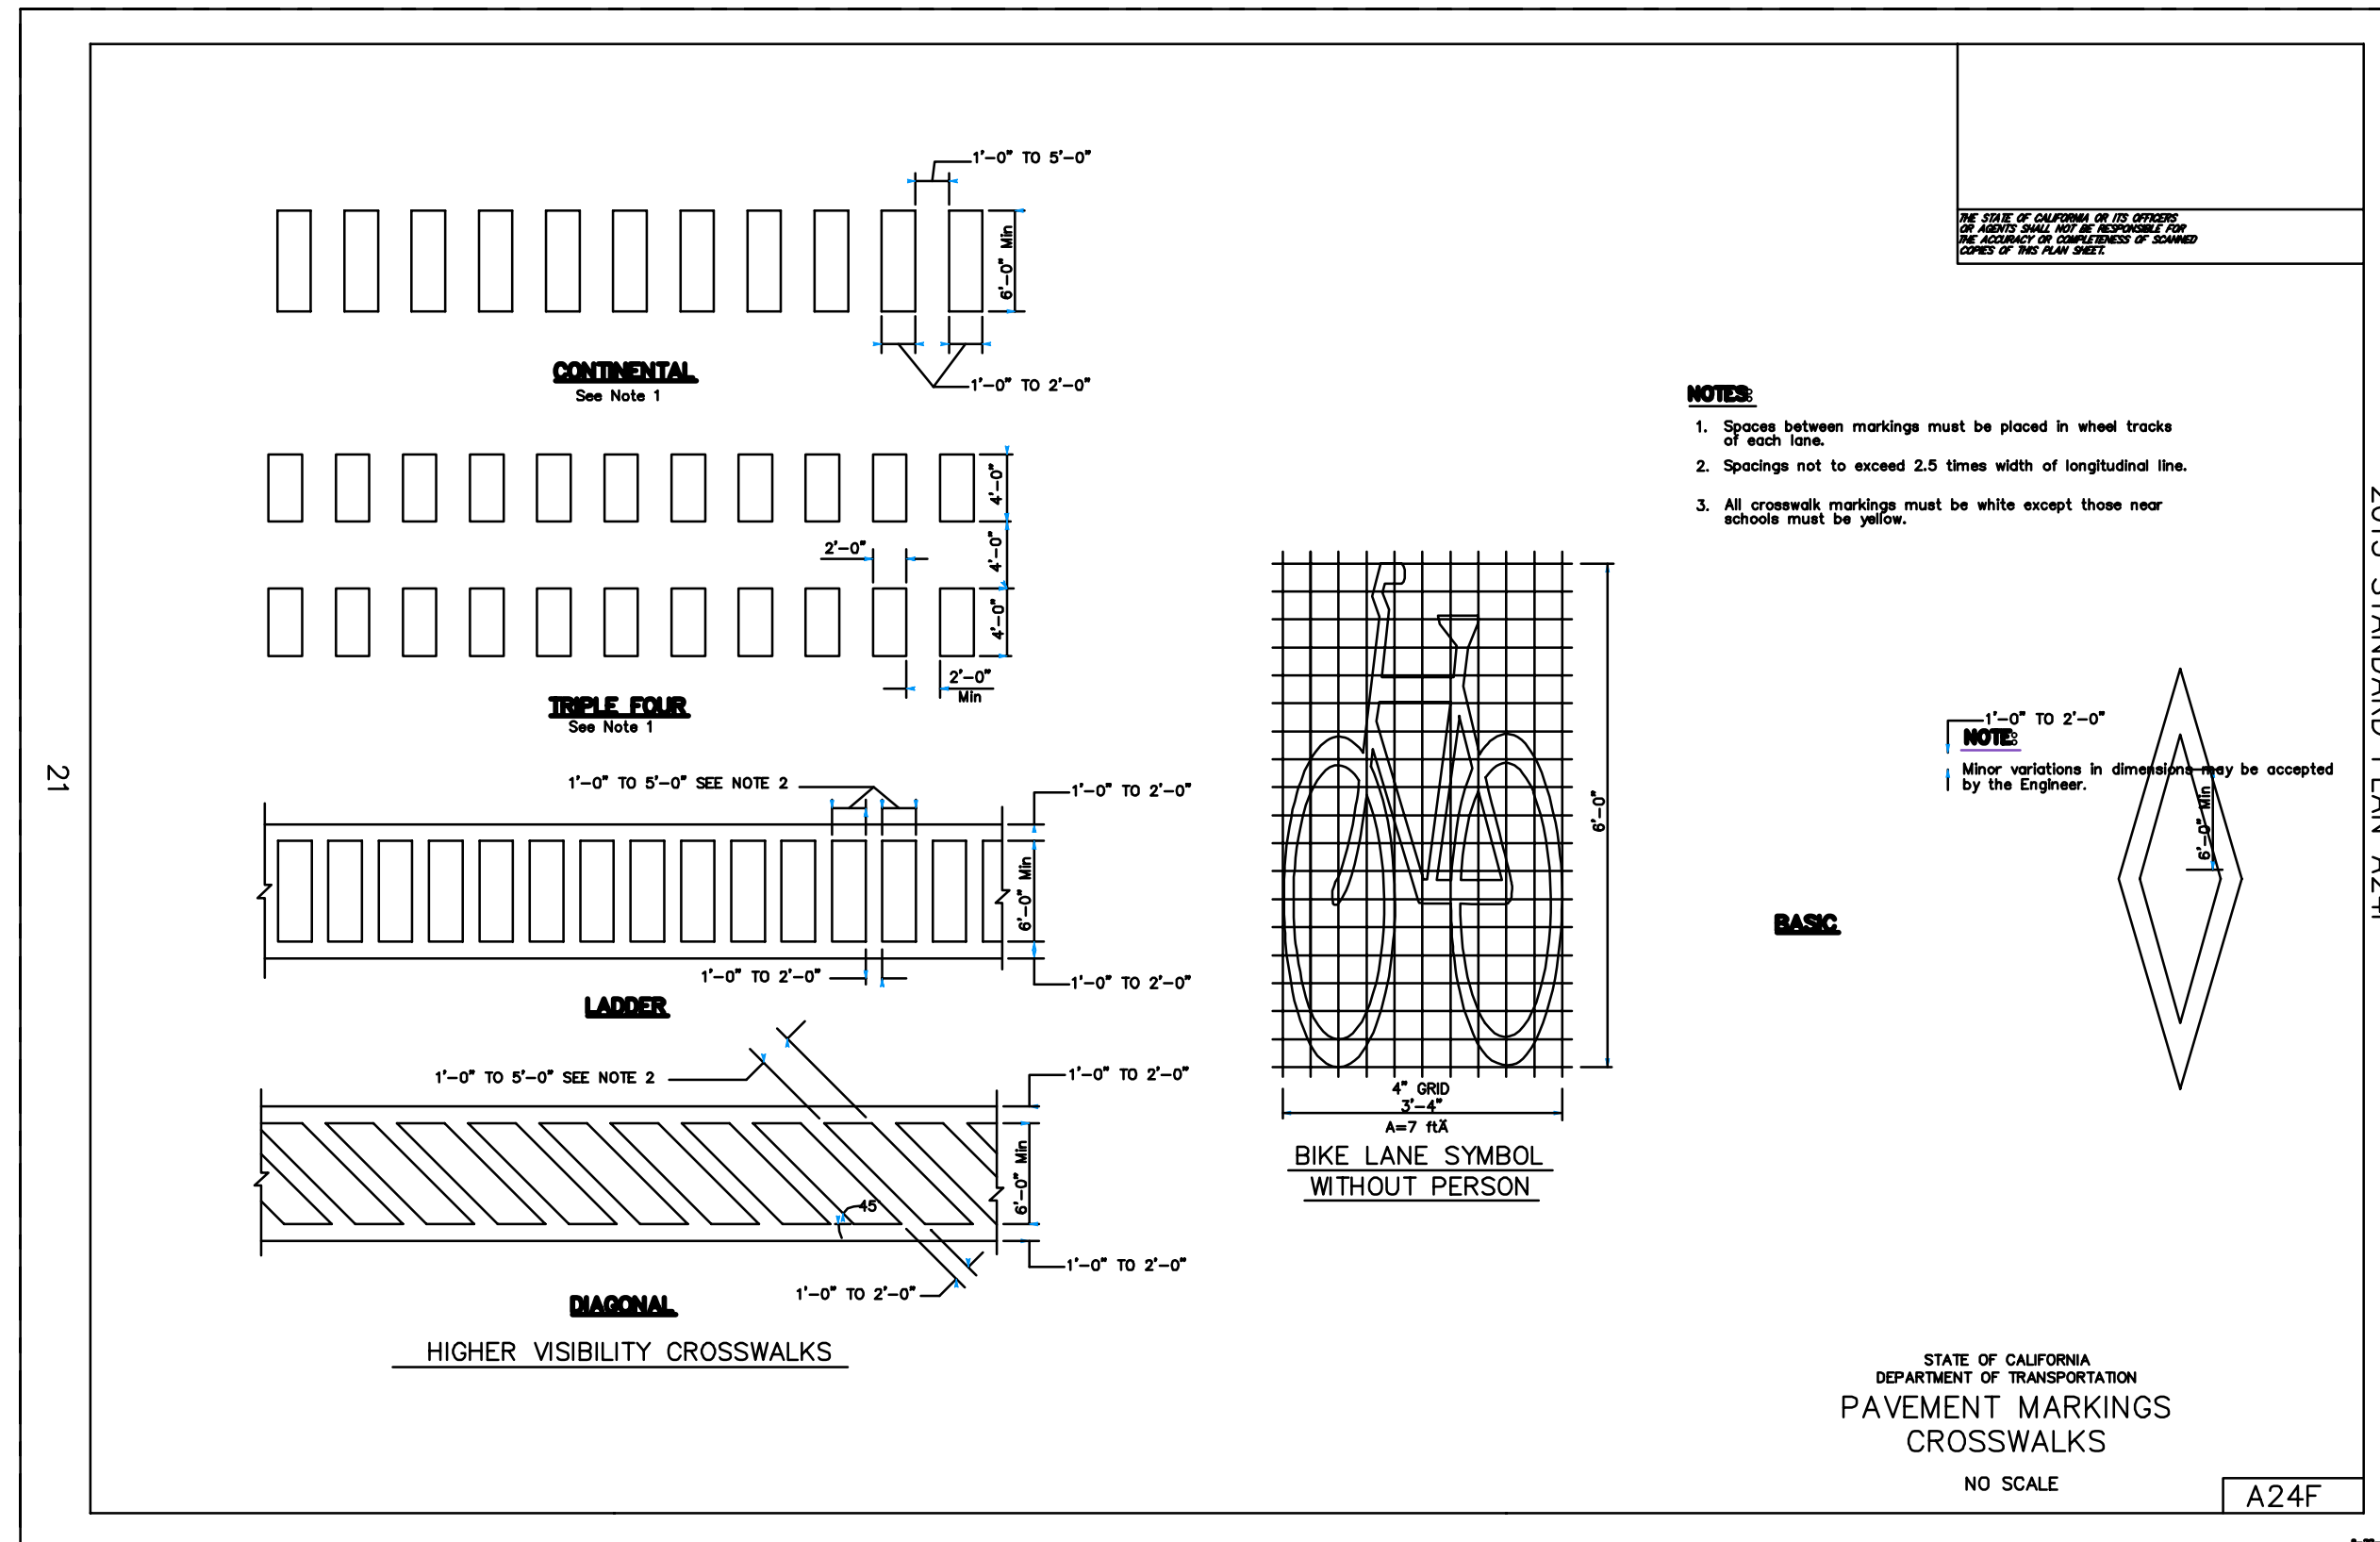 1'-0" TO 5'-0"
6'-0" Min
1'-0" TO 2'-0"
CONTINENTAL
See Note 1
4'-0"
4'-0"
4'-0"
2'-0"
2'-0"
Min
TRIPLE FOUR
See Note 1
1'-0" TO 5'-0" SEE NOTE 2
1'-0" TO 2'-0"
6'-0" Min
1'-0" TO 2'-0"
1'-0" TO 2'-0"
LADDER
1'-0" TO 5'-0" SEE NOTE 2
1'-0" TO 2'-0"
6'-0" Min
45
1'-0" TO 2'-0"
1'-0" TO 2'-0"
DIAGONAL
HIGHER VISIBILITY CROSSWALKS
21
6'-0"
4" GRID
3'-4"
A=7 ftÄ
BIKE LANE SYMBOL
WITHOUT PERSON
THE STATE OF CALIFORNIA OR ITS OFFICERS
OR AGENTS SHALL NOT BE RESPONSIBLE FOR
THE ACCURACY OR COMPLETENESS OF SCANNED
COPIES OF THIS PLAN SHEET.
NOTES:
1. Spaces between markings must be placed in wheel tracks
of each lane.
2. Spacings not to exceed 2.5 times width of longitudinal line.
3. All crosswalk markings must be white except those near
schools must be yellow.
1'-0" TO 2'-0"
NOTE:
Minor variations in dimensions may be accepted
by the Engineer.
6'-0" Min
BASIC
STATE OF CALIFORNIA
DEPARTMENT OF TRANSPORTATION
PAVEMENT MARKINGS
CROSSWALKS
NO SCALE
A24F
STANDARD PLAN A24F